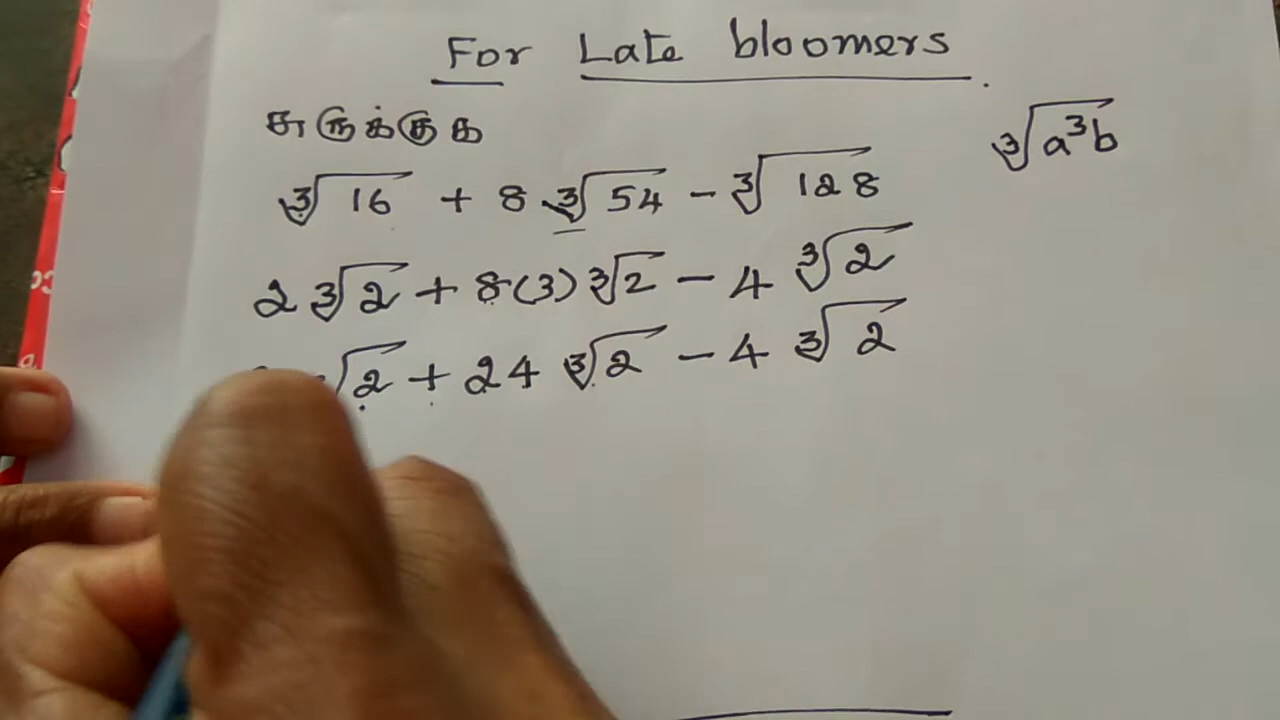 For Late bloomers.
சுருக்குக
∛16 + 8 ∛54 - ∛128
∛a³b
2 ∛2 + 8(3) ∛2 - 4 ∛2
√2 + 24 ∛2 - 4 ∛2